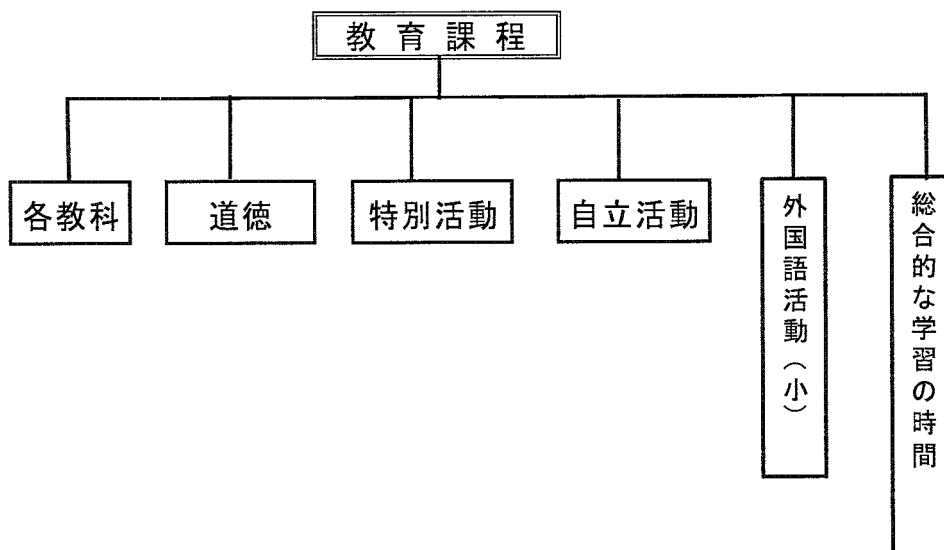 教育課程
各教科
道徳
特別活動
自立活動
外国語活動（小）
総合的な学習の時間